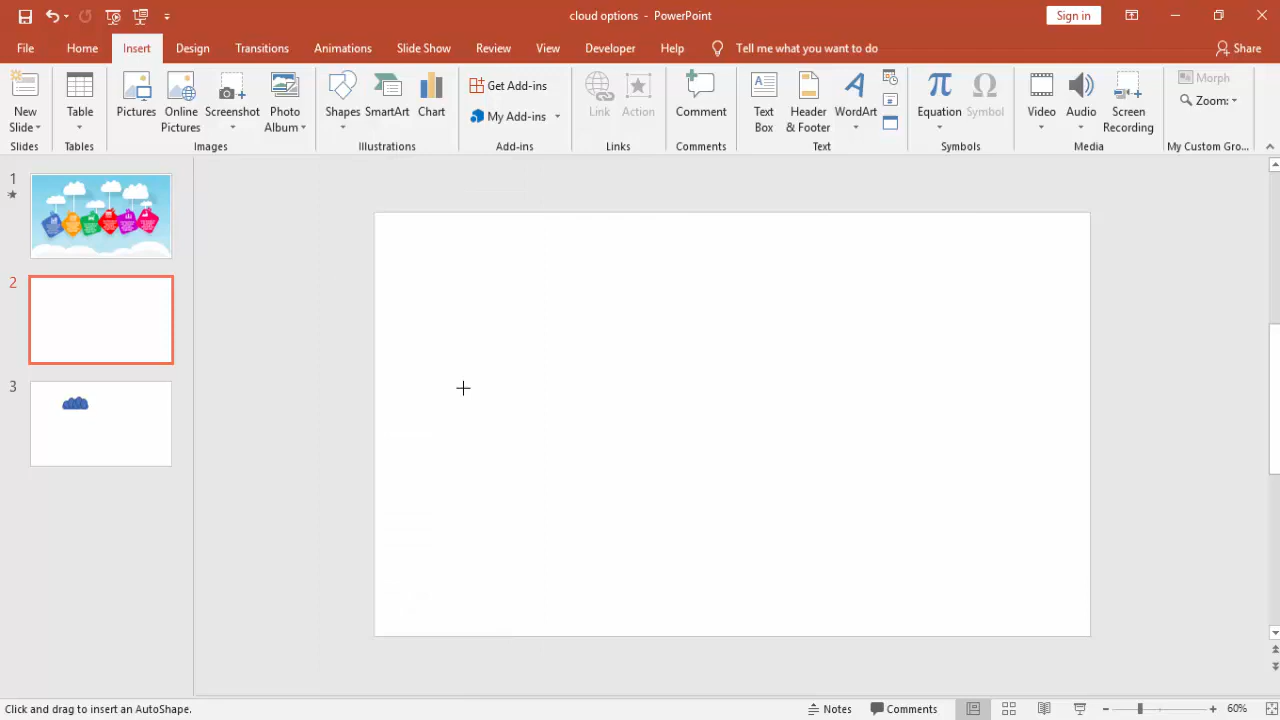 cloud options - PowerPoint
Sign in
File Home Insert Design Transitions Animations Slide Show Review View Developer Help Tell me what you want to do Share
New Slide
Slides
Table
Tables
Pictures
Online Pictures
Screenshot
Photo Album
Images
Shapes
SmartArt
Chart
Illustrations
Get Add-ins
My Add-ins
Add-ins
Link
Action
Links
Comment
Comments
Text Box
Header & Footer
WordArt
Text
Equation
Symbol
Symbols
Video
Audio
Screen Recording
Media
Morph
Zoom:
My Custom Gro...
1
2
3
Click and drag to insert an AutoShape.
Notes
Comments
60%